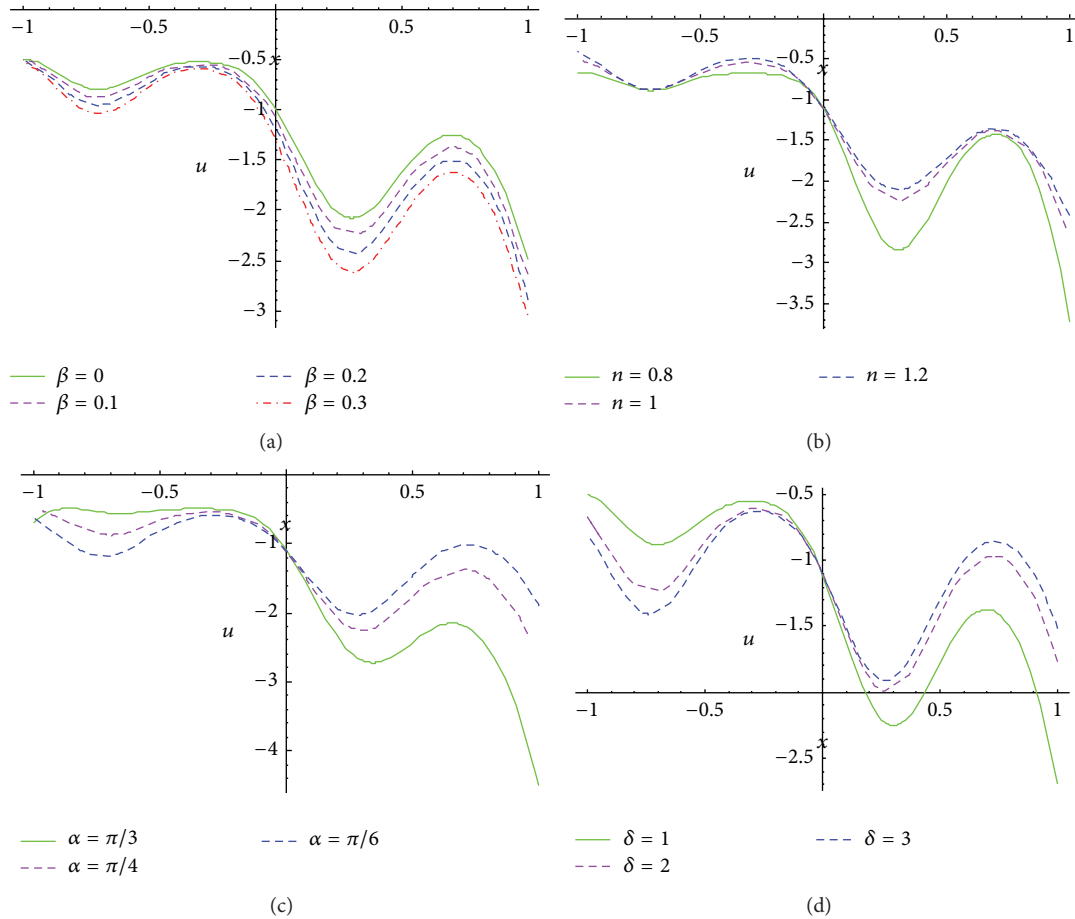 −1
−0.5
0.5
1
−0.5
x
−1
−1.5
u
−2
−2.5
−3
β = 0
β = 0.2
β = 0.1
β = 0.3
(a)
−1
−0.5
0.5
1
−0.5
x
−1
−1.5
u
−2
−2.5
−3
−3.5
n = 0.8
n = 1.2
n = 1
(b)
−1
−0.5
0.5
1
x
−1
−2
u
−3
−4
α = π/3
α = π/6
α = π/4
(c)
−0.5
−1
u
−1.5
−1
−0.5
0.5
1
x
−2.5
δ = 1
δ = 3
δ = 2
(d)